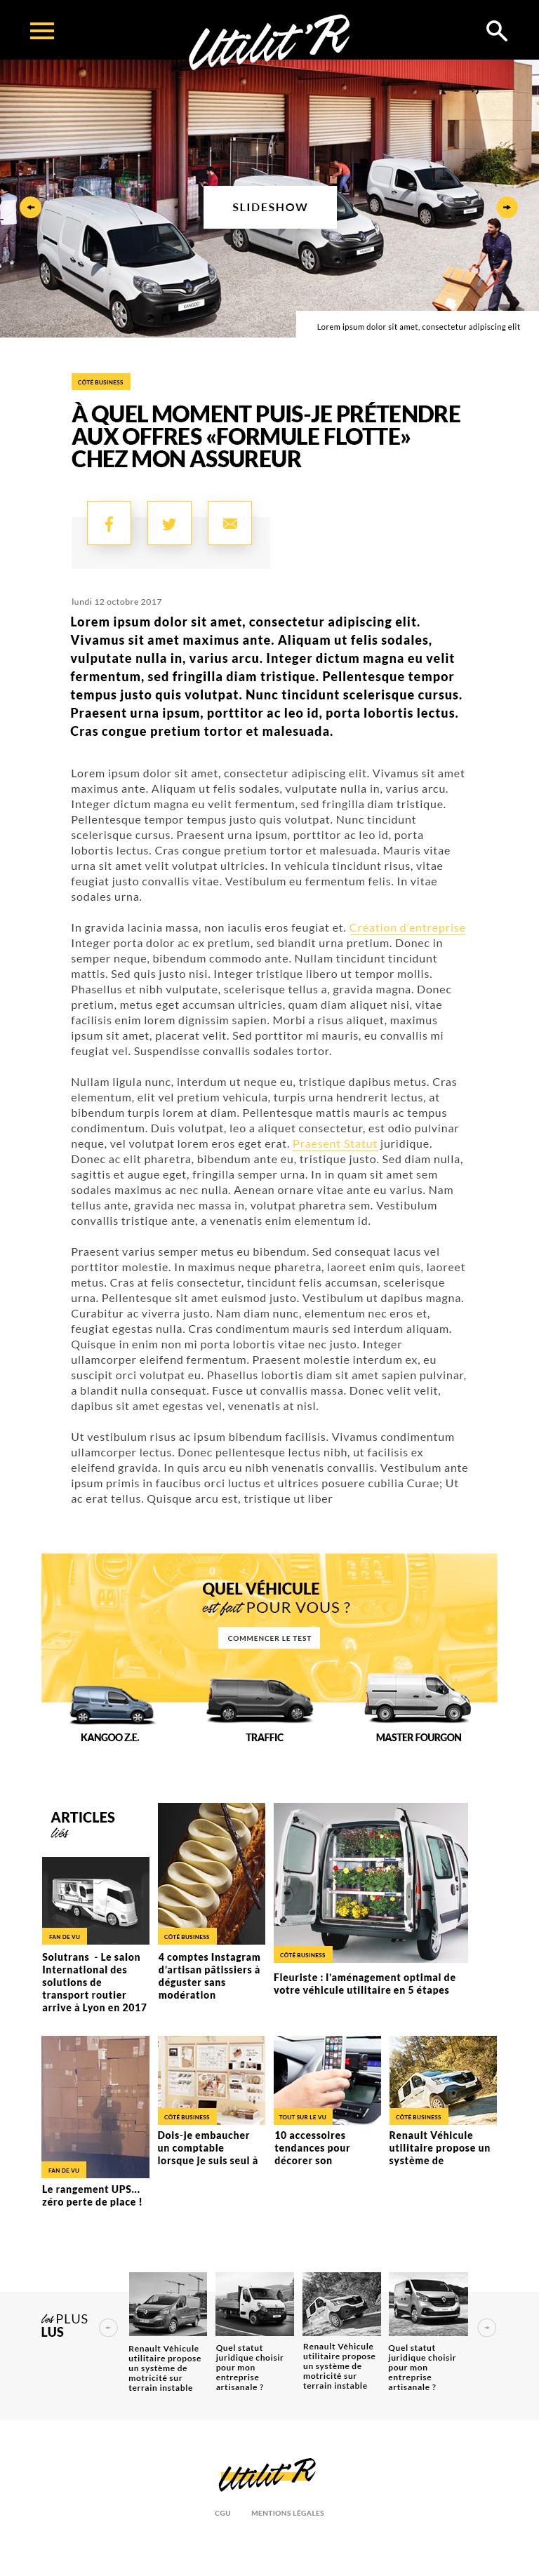 Utilit'R
SLIDESHOW
KANGOO
Lorem ipsum dolor sit amet, consectetur adipiscing elit
CÔTÉ BUSINESS
À QUEL MOMENT PUIS-JE PRÉTENDRE
AUX OFFRES «FORMULE FLOTTE»
CHEZ MON ASSUREUR
lundi 12 octobre 2017
Lorem ipsum dolor sit amet, consectetur adipiscing elit.
Vivamus sit amet maximus ante. Aliquam ut felis sodales,
vulputate nulla in, varius arcu. Integer dictum magna eu velit
fermentum, sed fringilla diam tristique. Pellentesque tempor
tempus justo quis volutpat. Nunc tincidunt scelerisque cursus.
Praesent urna ipsum, porttitor ac leo id, porta lobortis lectus.
Cras congue pretium tortor et malesuada.
Lorem ipsum dolor sit amet, consectetur adipiscing elit. Vivamus sit amet
maximus ante. Aliquam ut felis sodales, vulputate nulla in, varius arcu.
Integer dictum magna eu velit fermentum, sed fringilla diam tristique.
Pellentesque tempor tempus justo quis volutpat. Nunc tincidunt
scelerisque cursus. Praesent urna ipsum, porttitor ac leo id, porta
lobortis lectus. Cras congue pretium tortor et malesuada. Mauris vitae
urna sit amet velit volutpat ultricies. In vehicula tincidunt risus, vitae
feugiat justo convallis vitae. Vestibulum eu fermentum felis. In vitae
sodales urna.
In gravida lacinia massa, non iaculis eros feugiat et. Création d'entreprise
Integer porta dolor ac ex pretium, sed blandit urna pretium. Donec in
semper neque, bibendum commodo ante. Nullam tincidunt tincidunt
mattis. Sed quis justo nisi. Integer tristique libero ut tempor mollis.
Phasellus et nibh vulputate, scelerisque tellus a, gravida magna. Donec
pretium, metus eget accumsan ultricies, quam diam aliquet nisi, vitae
facilisis enim lorem dignissim sapien. Morbi a risus aliquet, maximus
ipsum sit amet, placerat velit. Sed porttitor mi mauris, eu convallis mi
feugiat vel. Suspendisse convallis sodales tortor.
Nullam ligula nunc, interdum ut neque eu, tristique dapibus metus. Cras
elementum, elit vel pretium vehicula, turpis urna hendrerit lectus, at
bibendum turpis lorem at diam. Pellentesque mattis mauris ac tempus
condimentum. Duis volutpat, leo a aliquet consectetur, est odio pulvinar
neque, vel volutpat lorem eros eget erat. Praesent Statut juridique.
Donec ac elit pharetra, bibendum ante eu, tristique justo. Sed diam nulla,
sagittis et augue eget, fringilla semper urna. In in quam sit amet sem
sodales maximus ac nec nulla. Aenean ornare vitae ante eu varius. Nam
tellus ante, gravida nec massa in, volutpat pharetra sem. Vestibulum
convallis tristique ante, a venenatis enim elementum id.
Praesent varius semper metus eu bibendum. Sed consequat lacus vel
porttitor molestie. In maximus neque pharetra, laoreet enim quis, laoreet
metus. Cras at felis consectetur, tincidunt felis accumsan, scelerisque
urna. Pellentesque sit amet euismod justo. Vestibulum ut dapibus magna.
Curabitur ac viverra justo. Nam diam nunc, elementum nec eros et,
feugiat egestas nulla. Cras condimentum mauris sed interdum aliquam.
Quisque in enim non mi porta lobortis vitae nec justo. Integer
ullamcorper eleifend fermentum. Praesent molestie interdum ex, eu
suscipit orci volutpat eu. Phasellus lobortis diam sit amet sapien pulvinar,
a blandit nulla consequat. Fusce ut convallis massa. Donec velit velit,
dapibus sit amet egestas vel, venenatis at nisl.
Ut vestibulum risus ac ipsum bibendum facilisis. Vivamus condimentum
ullamcorper lectus. Donec pellentesque lectus nibh, ut facilisis ex
eleifend gravida. In quis arcu eu nibh venenatis convallis. Vestibulum ante
ipsum primis in faucibus orci luctus et ultrices posuere cubilia Curae; Ut
ac erat tellus. Quisque arcu est, tristique ut liber
QUEL VÉHICULE
est fait POUR VOUS ?
COMMENCER LE TEST
KANGOO Z.E.
TRAFFIC
MASTER FOURGON
ARTICLES
liés
FAN DE VU
Solutrans - Le salon
International des
solutions de
transport routier
arrive à Lyon en 2017
CÔTÉ BUSINESS
4 comptes Instagram
d'artisan pâtissiers à
déguster sans
modération
CÔTÉ BUSINESS
Fleuriste : l'aménagement optimal de
votre véhicule utilitaire en 5 étapes
FAN DE VU
Le rangement UPS...
zéro perte de place !
CÔTÉ BUSINESS
Dois-je embaucher
un comptable
lorsque je suis seul à
TOUT SUR LE VU
10 accessoires
tendances pour
décorer son
CÔTÉ BUSINESS
Renault Véhicule
utilitaire propose un
système de
les PLUS
LUS
Renault Véhicule
utilitaire propose
un système de
motricité sur
terrain instable
Quel statut
juridique choisir
pour mon
entreprise
artisanale ?
Renault Véhicule
utilitaire propose
un système de
motricité sur
terrain instable
Quel statut
juridique choisir
pour mon
entreprise
artisanale ?
Utilit'R
CGU
MENTIONS LÉGALES